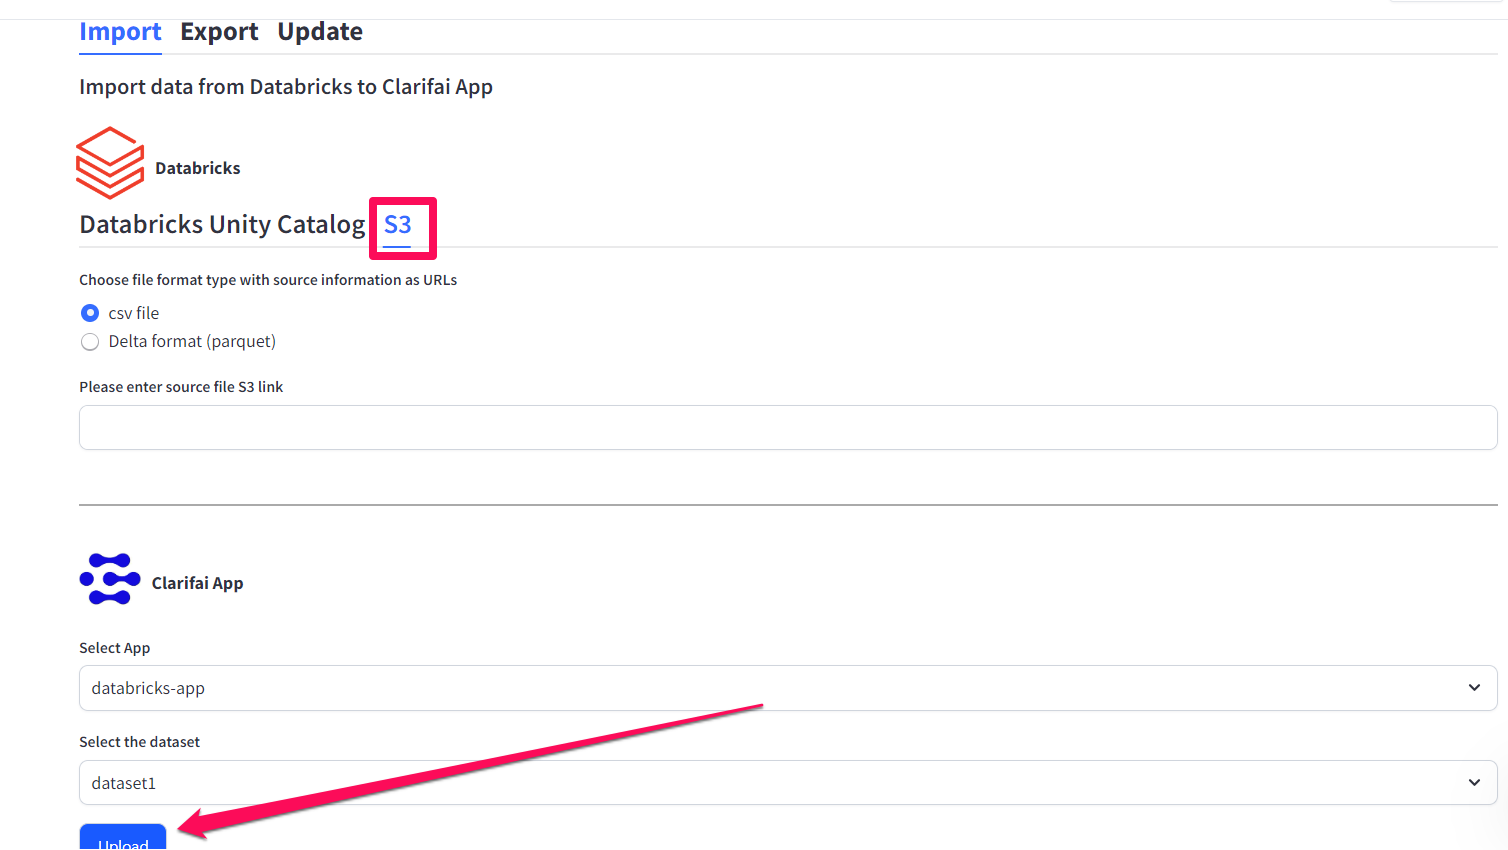 Import Export Update
Import data from Databricks to Clarifai App
Databricks
Databricks Unity Catalog S3
Choose file format type with source information as URLs
csv file
Delta format (parquet)
Please enter source file S3 link
Clarifai App
Select App
databricks-app
Select the dataset
dataset1
Upload